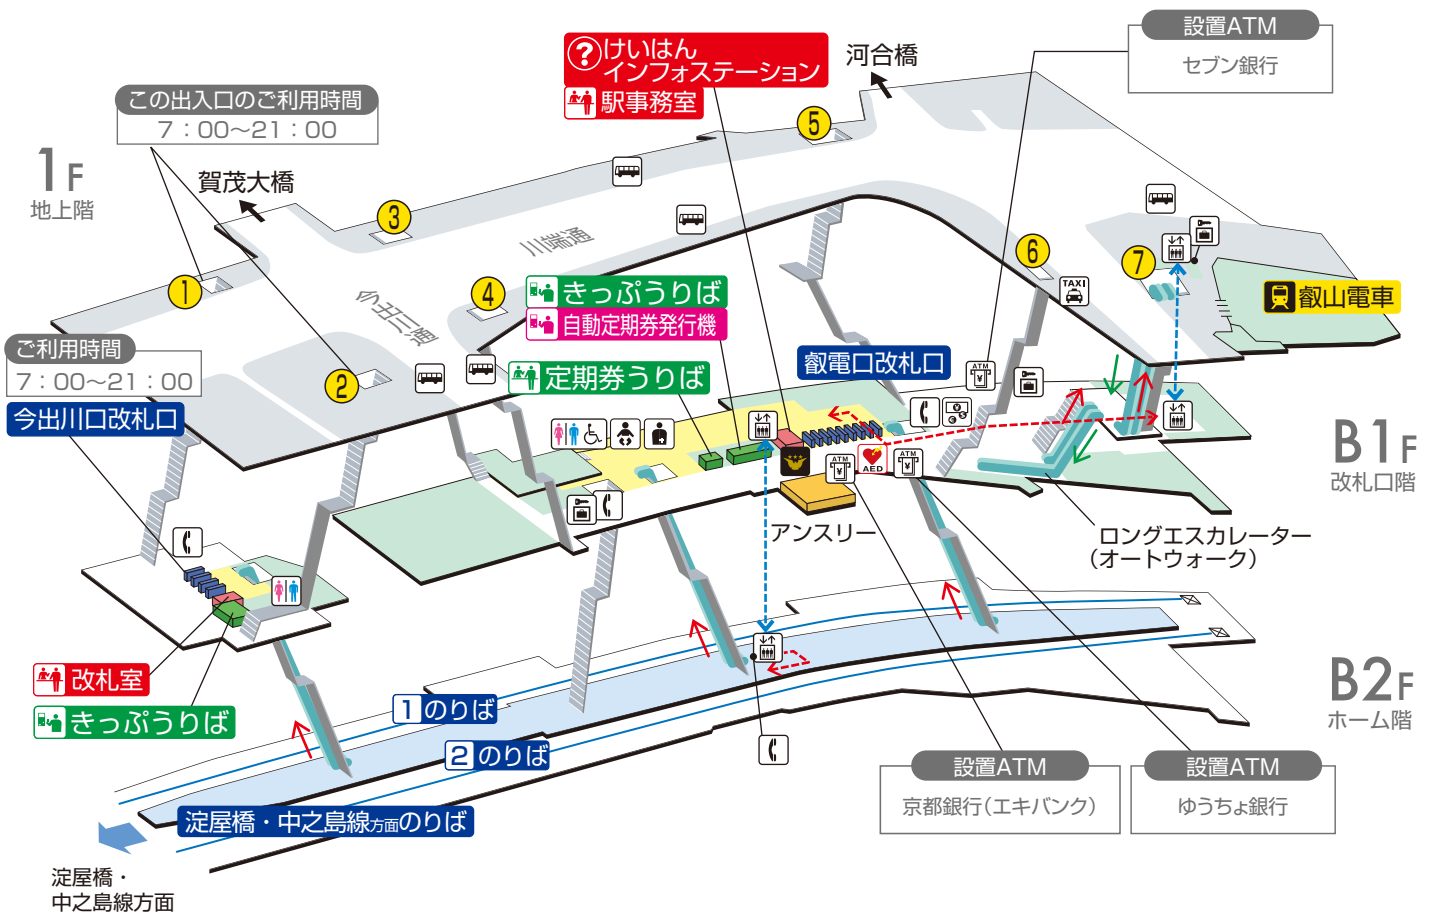 設置ATM
セブン銀行
?けいはん
インフォステーション
駅事務室
河合橋
この出入口のご利用時間
7：00〜21：00
1F
地上階
賀茂大橋
5
3
川端通
1
4
6
7
TAXI
叡山電車
きっぷうりば
自動定期券発行機
今出川通
ご利用時間
7：00〜21：00
2
定期券うりば
叡電口改札口
ATM
¥
今出川口改札口
B1F
改札口階
ATM
¥
AED
ATM
¥
アンスリー
ロングエスカレーター
（オートウォーク）
改札室
きっぷうりば
1のりば
2のりば
B2F
ホーム階
淀屋橋・中之島線方面のりば
設置ATM
京都銀行（エキバンク）
設置ATM
ゆうちょ銀行
淀屋橋・
中之島線方面